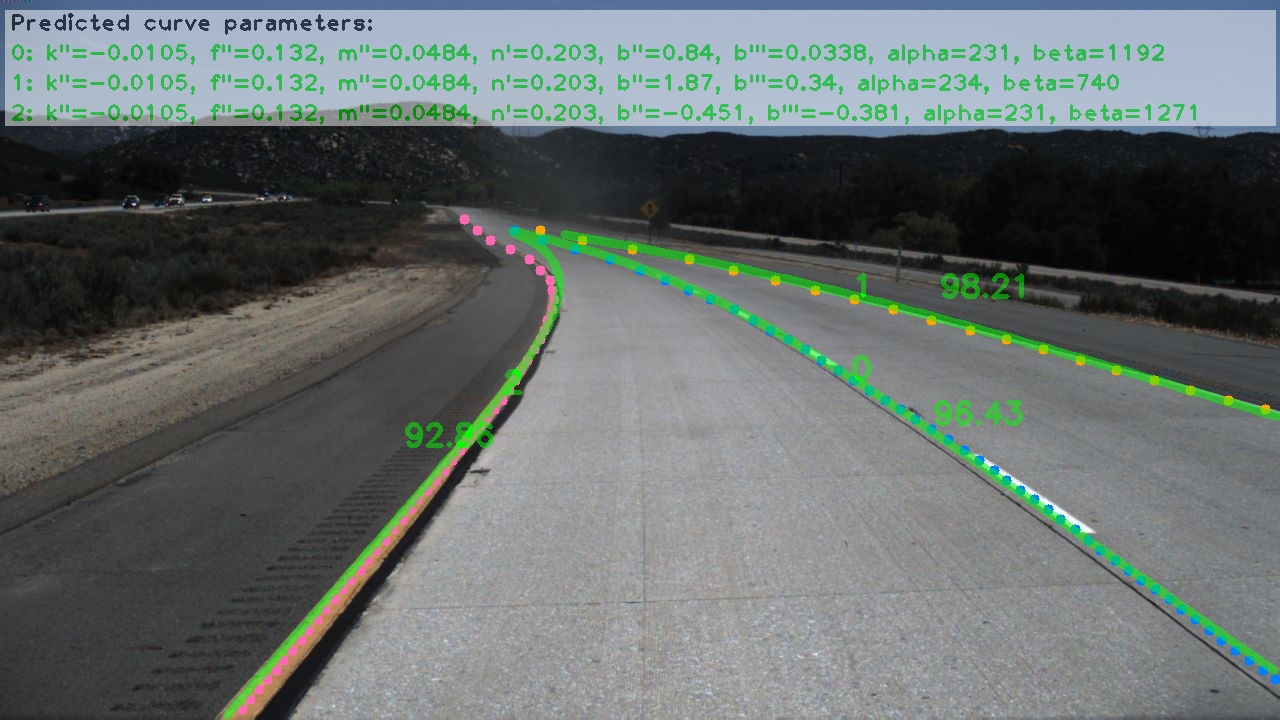 Predicted curve parameters:
0: k''=-0.0105, f''=0.132, m''=0.0484, n'=0.203, b''=0.84, b'''=0.0338, alpha=231, beta=1192
1: k''=-0.0105, f''=0.132, m''=0.0484, n'=0.203, b''=1.87, b'''=0.34, alpha=234, beta=740
2: k''=-0.0105, f''=0.132, m''=0.0484, n'=0.203, b''=-0.451, b'''=-0.381, alpha=231, beta=1271
1 98.21
0
2
96.43
92.86